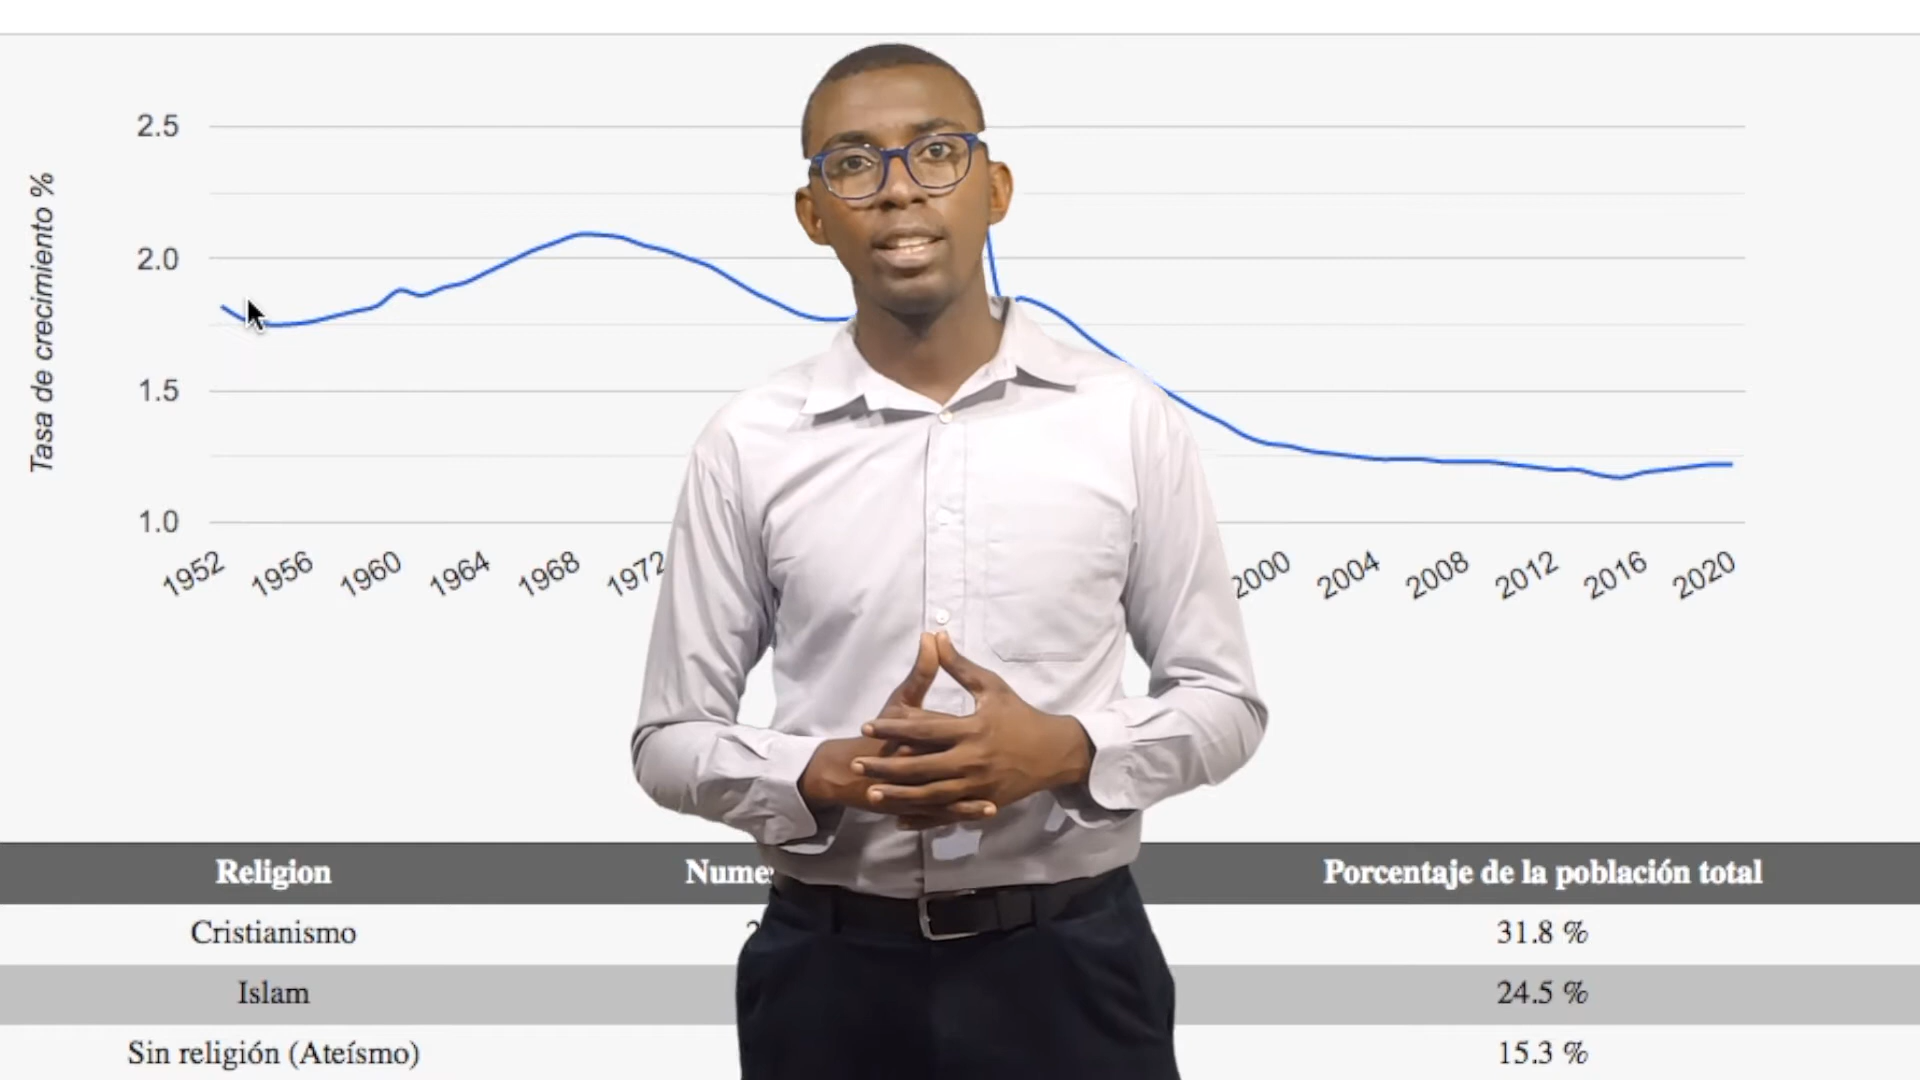 Tasa de crecimiento %
2.5
2.0
1.5
1.0
1952 1956 1960 1964 1968 1972 2000 2004 2008 2012 2016 2020
Religion Porcentaje de la población total
Cristianismo 31.8 %
Islam 24.5 %
Sin religión (Ateísmo) 15.3 %